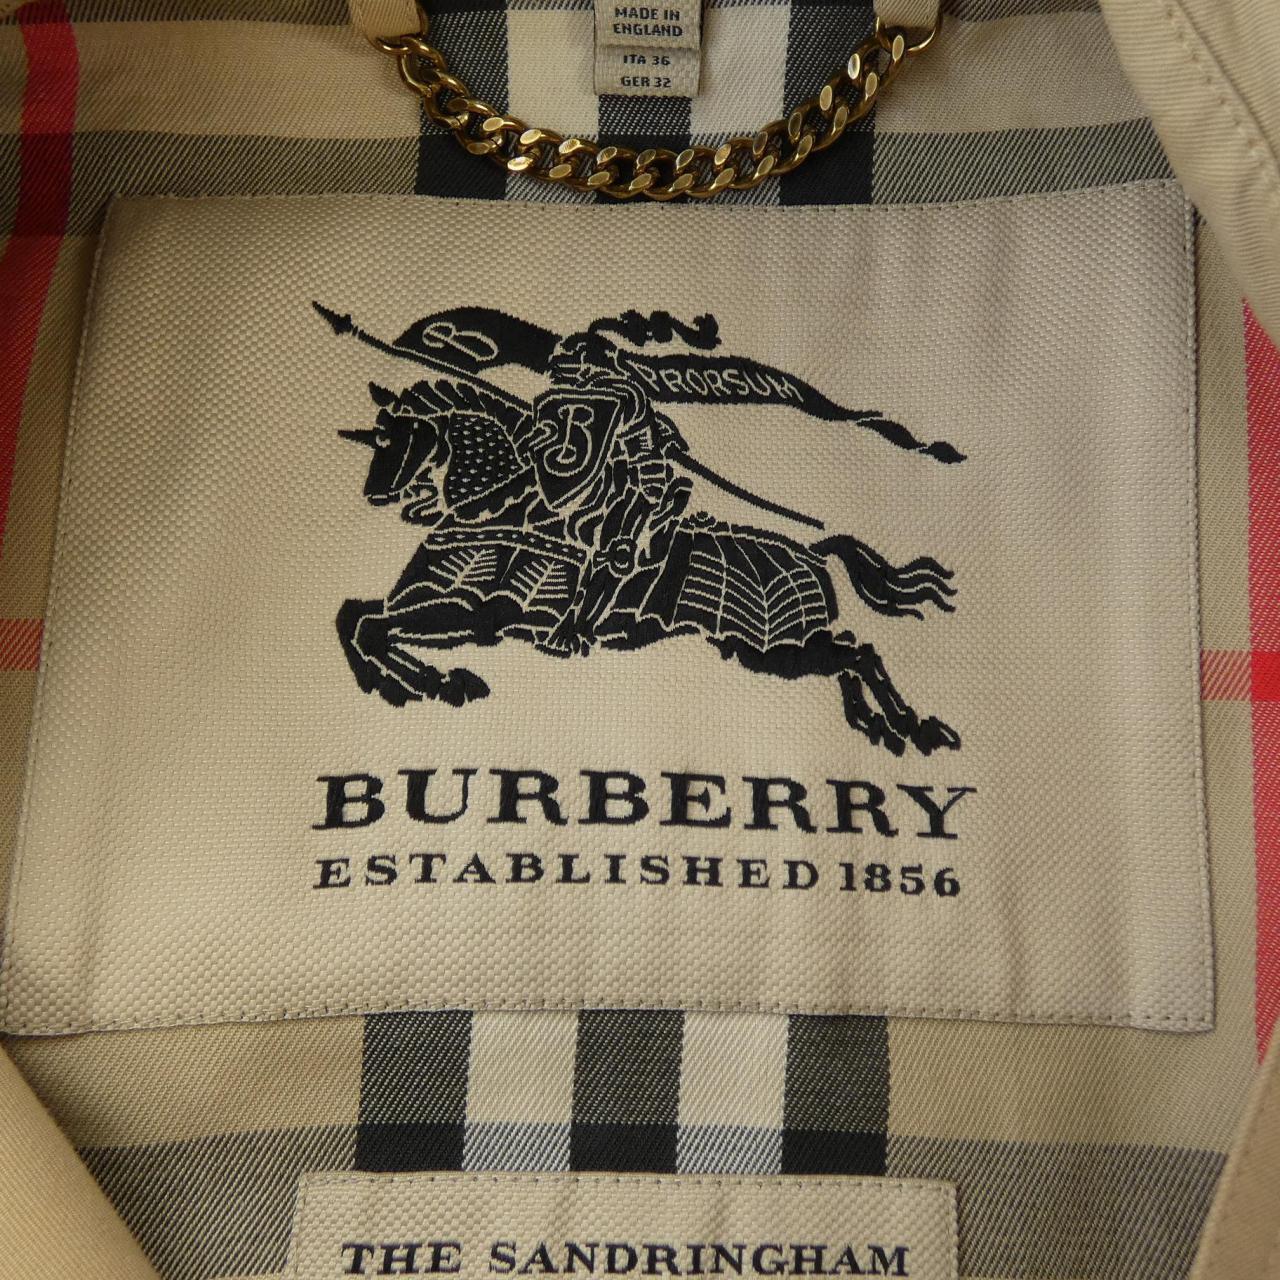 MADE IN
ENGLAND
ITA 36
GER 32
B
PRORSUM
B
BURBERRY
ESTABLISHED 1856
THE SANDRINGHAM